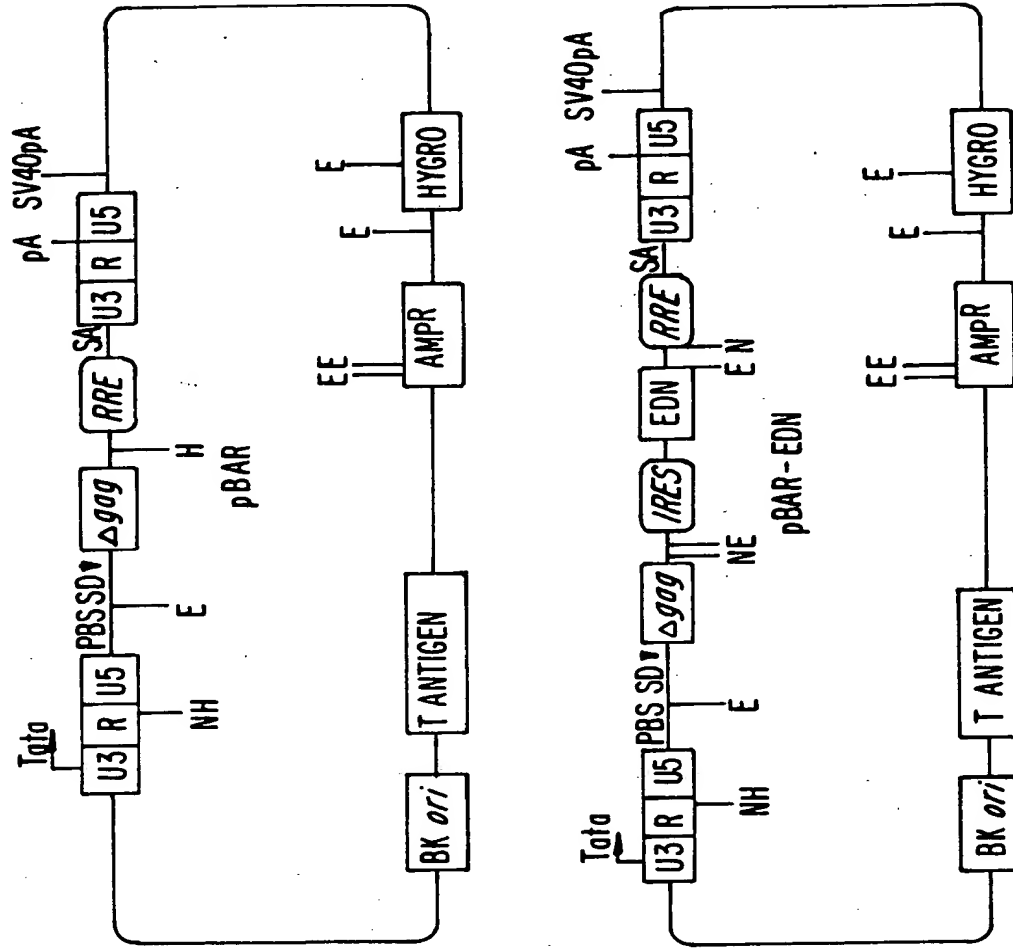 Tata pA SV40pA
U3 R U5 PBS SD▼ Δgag RRE SA U3 R U5
NH E H
pBAR
EE E E
BK ori T ANTIGEN AMPR HYGRO
Tata pA SV40pA
U3 R U5 PBS SD▼ Δgag IRES EDN RRE SA U3 R U5
NH E NE E N
pBAR-EDN
EE E E
BK ori T ANTIGEN AMPR HYGRO